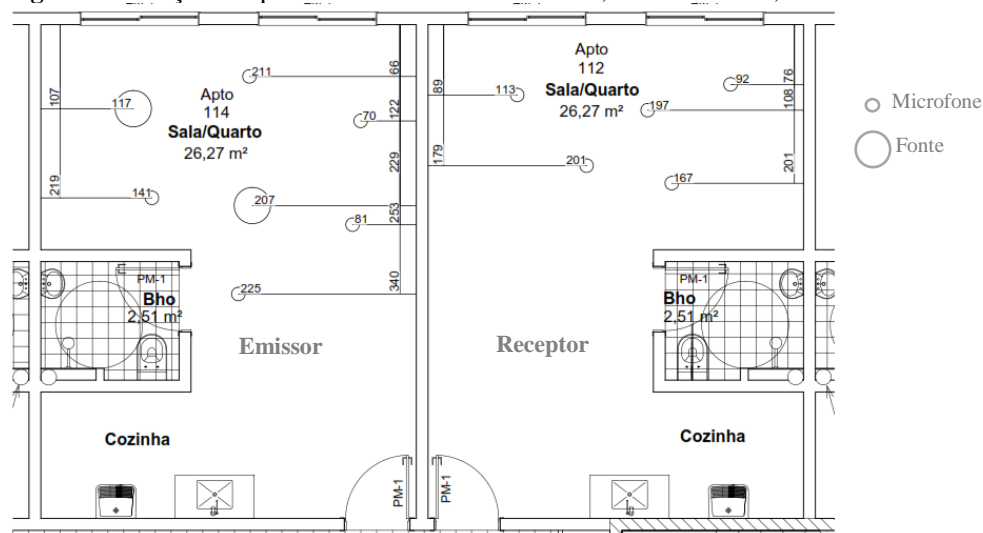 Apto
114
Sala/Quarto
26,27 m²
107
117
211
66
122
70
229
219
141
207
253
81
225
340
PM-1
Bho
2,51 m²
Emissor
Cozinha
PM-1
Apto
112
Sala/Quarto
26,27 m²
89
113
92
76
197
108
179
201
201
167
PM-1
Bho
2,51 m²
Receptor
Cozinha
PM-1
Microfone
Fonte